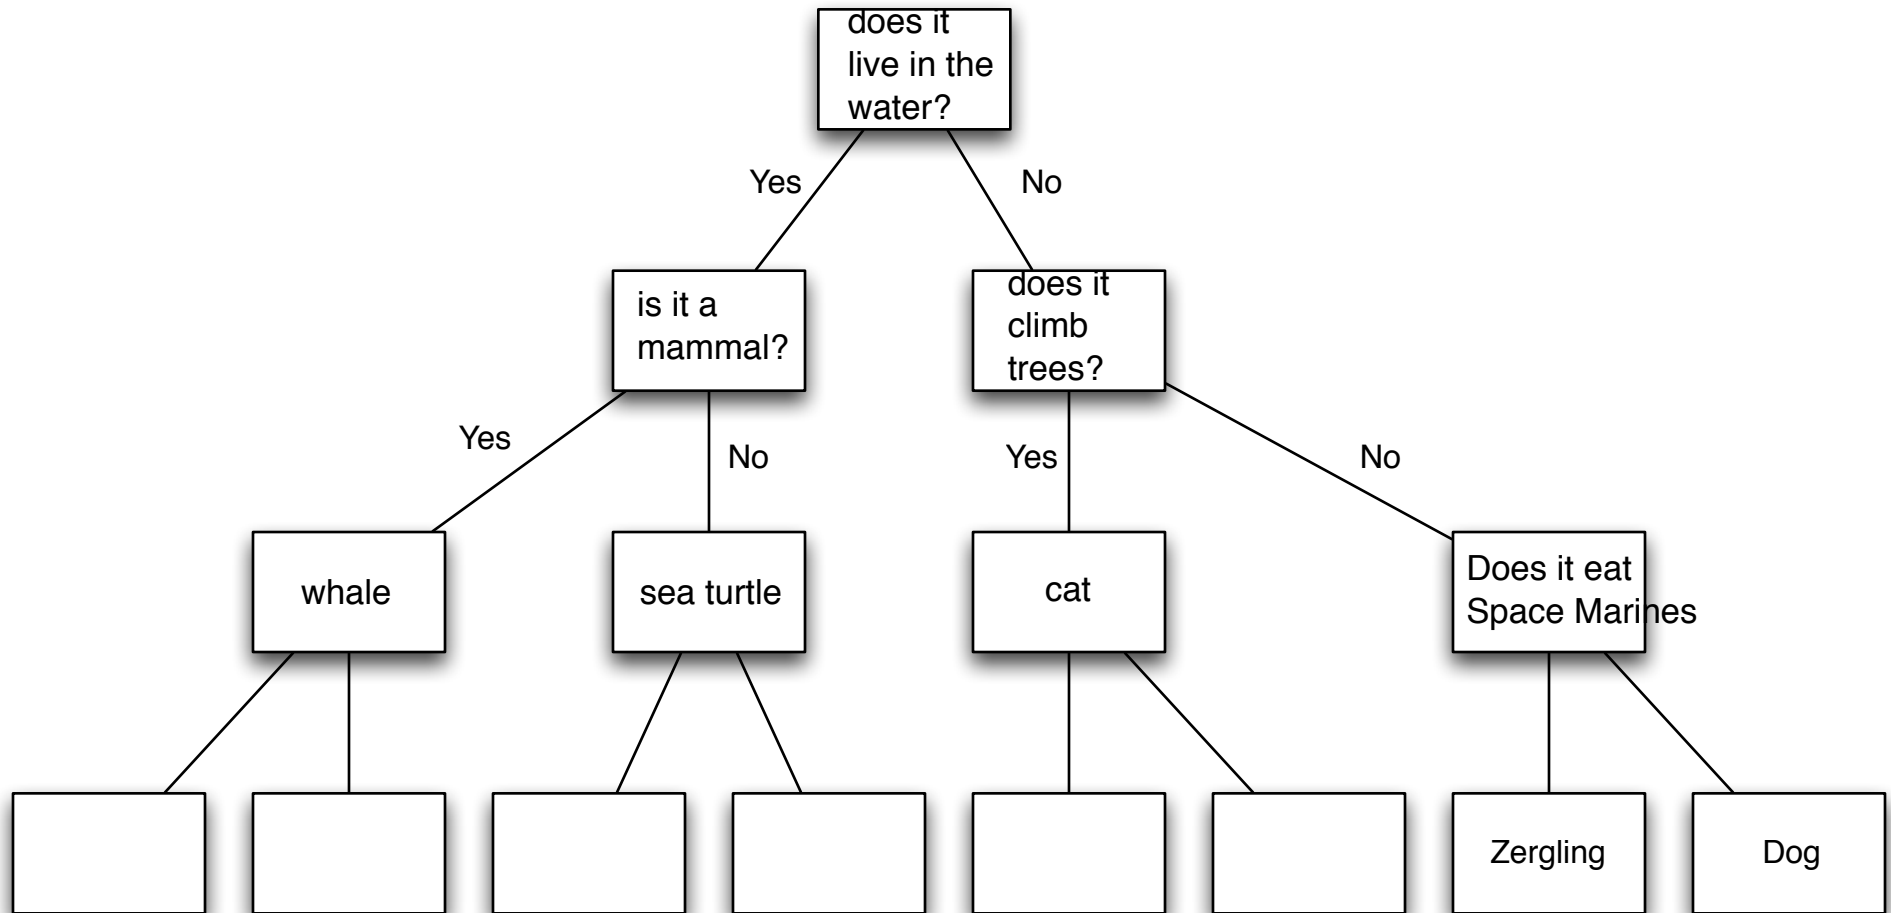 does it
live in the
water?
Yes
No
is it a
mammal?
does it
climb
trees?
Yes
No
Yes
No
whale
sea turtle
cat
Does it eat
Space Marines
Zergling
Dog